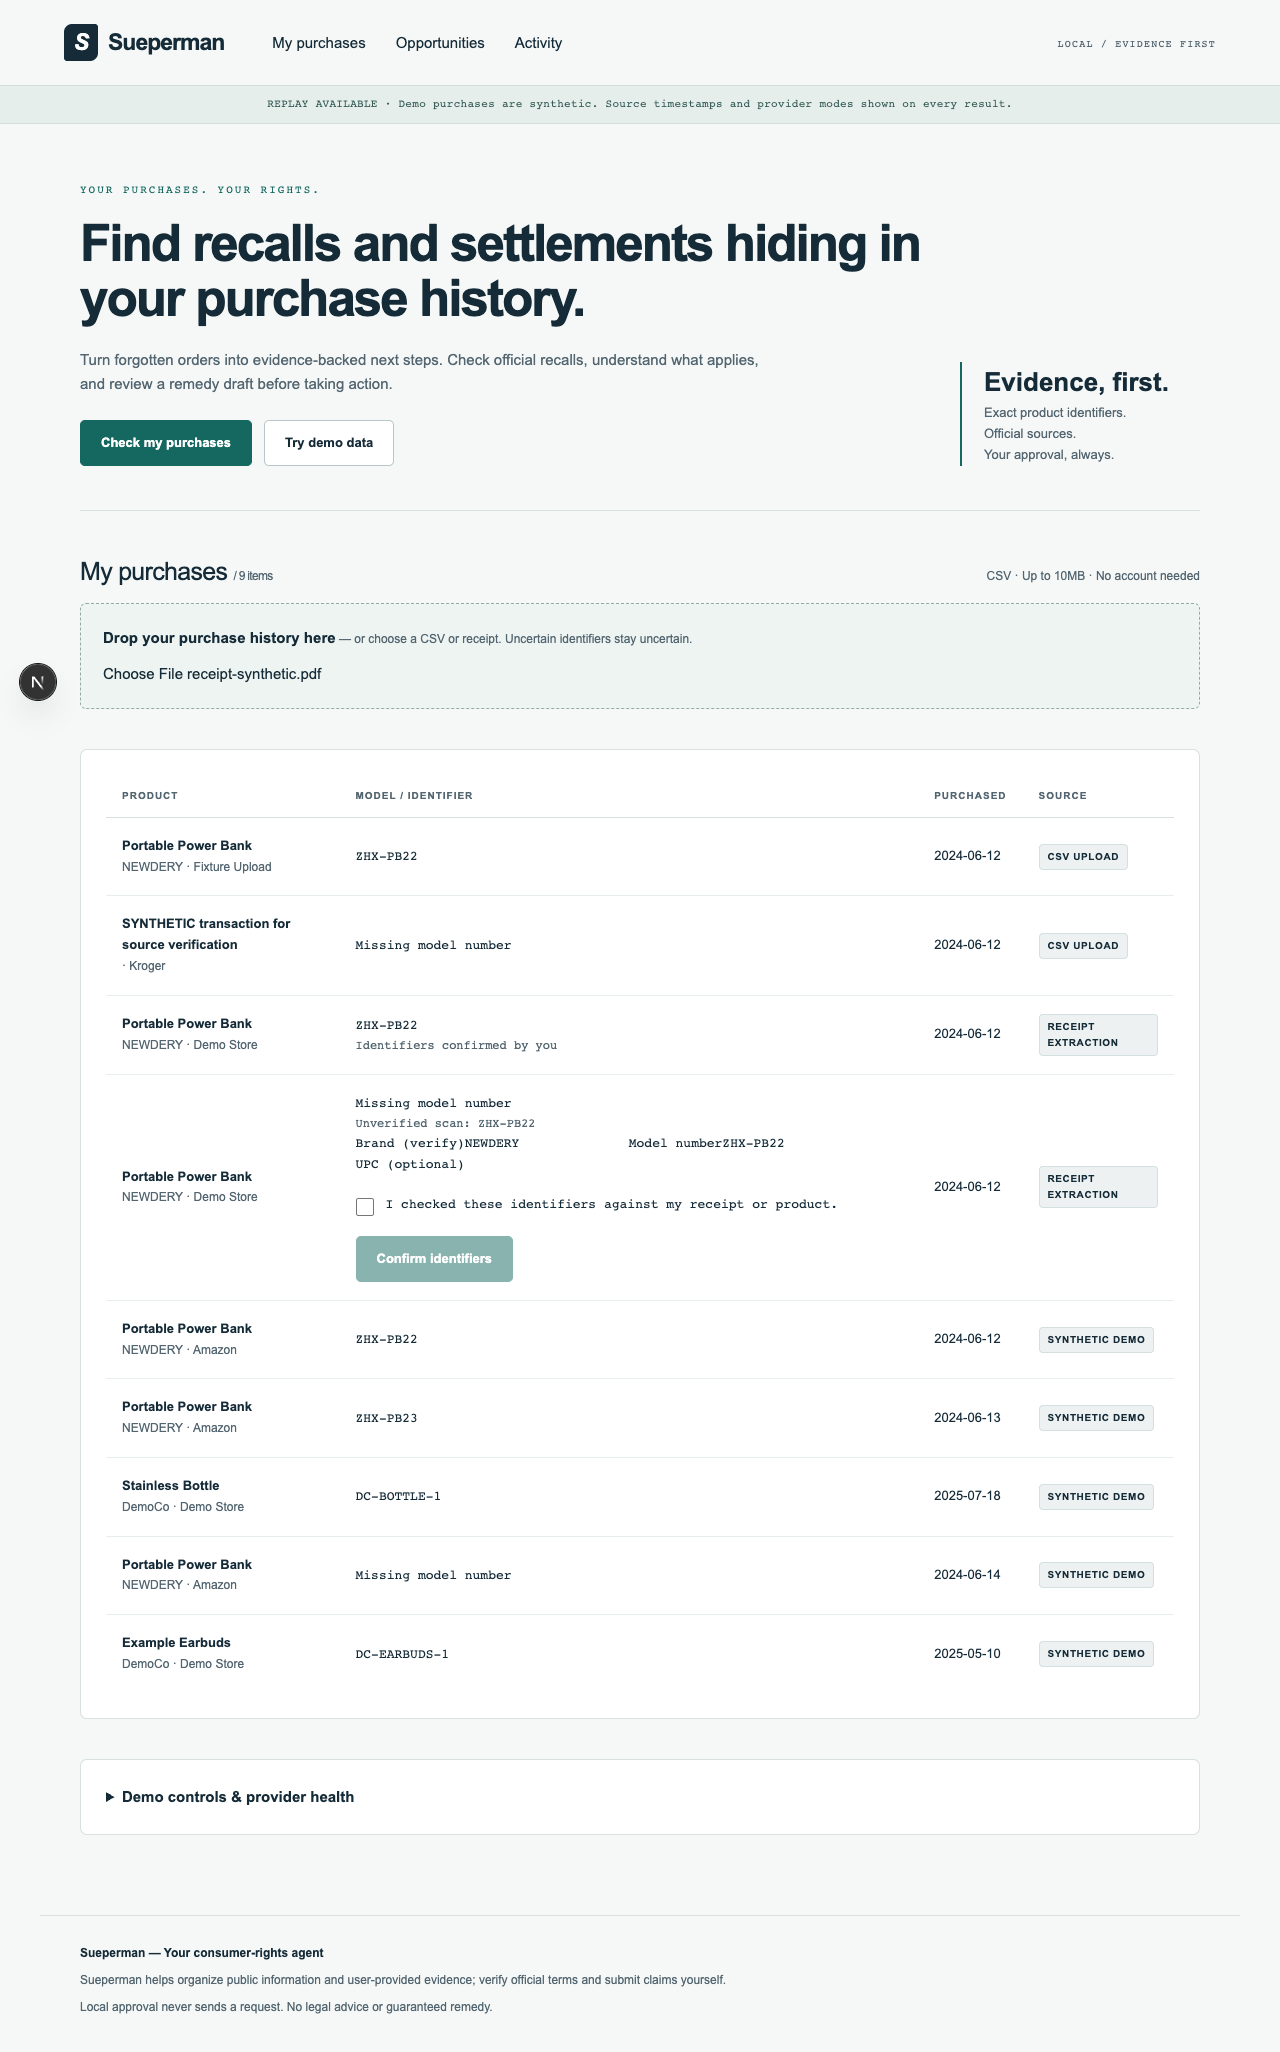 S Sueperman My purchases Opportunities Activity LOCAL / EVIDENCE FIRST
REPLAY AVAILABLE · Demo purchases are synthetic. Source timestamps and provider modes shown on every result.
YOUR PURCHASES. YOUR RIGHTS.
Find recalls and settlements hiding in
your purchase history.
Turn forgotten orders into evidence-backed next steps. Check official recalls, understand what applies,
and review a remedy draft before taking action.
Check my purchases Try demo data
Evidence, first.
Exact product identifiers.
Official sources.
Your approval, always.
My purchases / 9 items CSV · Up to 10MB · No account needed
Drop your purchase history here — or choose a CSV or receipt. Uncertain identifiers stay uncertain.
Choose File receipt-synthetic.pdf
N
PRODUCT MODEL / IDENTIFIER PURCHASED SOURCE
Portable Power Bank
NEWDERY · Fixture Upload
ZHX-PB22
2024-06-12
CSV UPLOAD
SYNTHETIC transaction for
source verification
· Kroger
Missing model number
2024-06-12
CSV UPLOAD
Portable Power Bank
NEWDERY · Demo Store
ZHX-PB22
Identifiers confirmed by you
2024-06-12
RECEIPT
EXTRACTION
Portable Power Bank
NEWDERY · Demo Store
Missing model number
Unverified scan: ZHX-PB22
Brand (verify)NEWDERY Model numberZHX-PB22
UPC (optional)
I checked these identifiers against my receipt or product.
Confirm identifiers
2024-06-12
RECEIPT
EXTRACTION
Portable Power Bank
NEWDERY · Amazon
ZHX-PB22
2024-06-12
SYNTHETIC DEMO
Portable Power Bank
NEWDERY · Amazon
ZHX-PB23
2024-06-13
SYNTHETIC DEMO
Stainless Bottle
DemoCo · Demo Store
DC-BOTTLE-1
2025-07-18
SYNTHETIC DEMO
Portable Power Bank
NEWDERY · Amazon
Missing model number
2024-06-14
SYNTHETIC DEMO
Example Earbuds
DemoCo · Demo Store
DC-EARBUDS-1
2025-05-10
SYNTHETIC DEMO
Demo controls & provider health
Sueperman — Your consumer-rights agent
Sueperman helps organize public information and user-provided evidence; verify official terms and submit claims yourself.
Local approval never sends a request. No legal advice or guaranteed remedy.